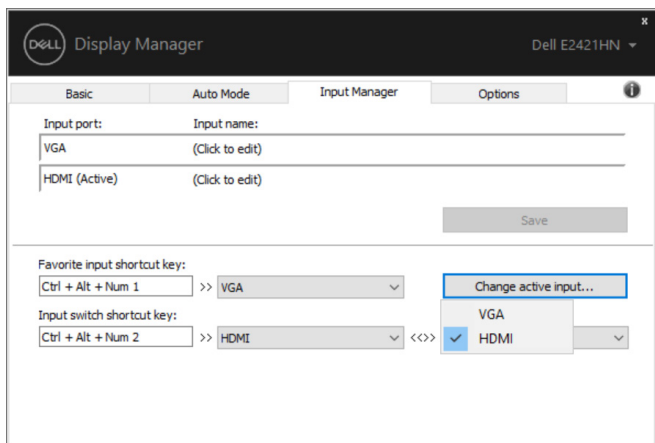 x
DELL Display Manager Dell E2421HN
Basic Auto Mode Input Manager Options i
Input port: Input name:
VGA (Click to edit)
HDMI (Active) (Click to edit)
Save
Favorite input shortcut key:
Ctrl + Alt + Num 1 >> VGA Change active input...
VGA
Input switch shortcut key:
Ctrl + Alt + Num 2 >> HDMI <<>> HDMI